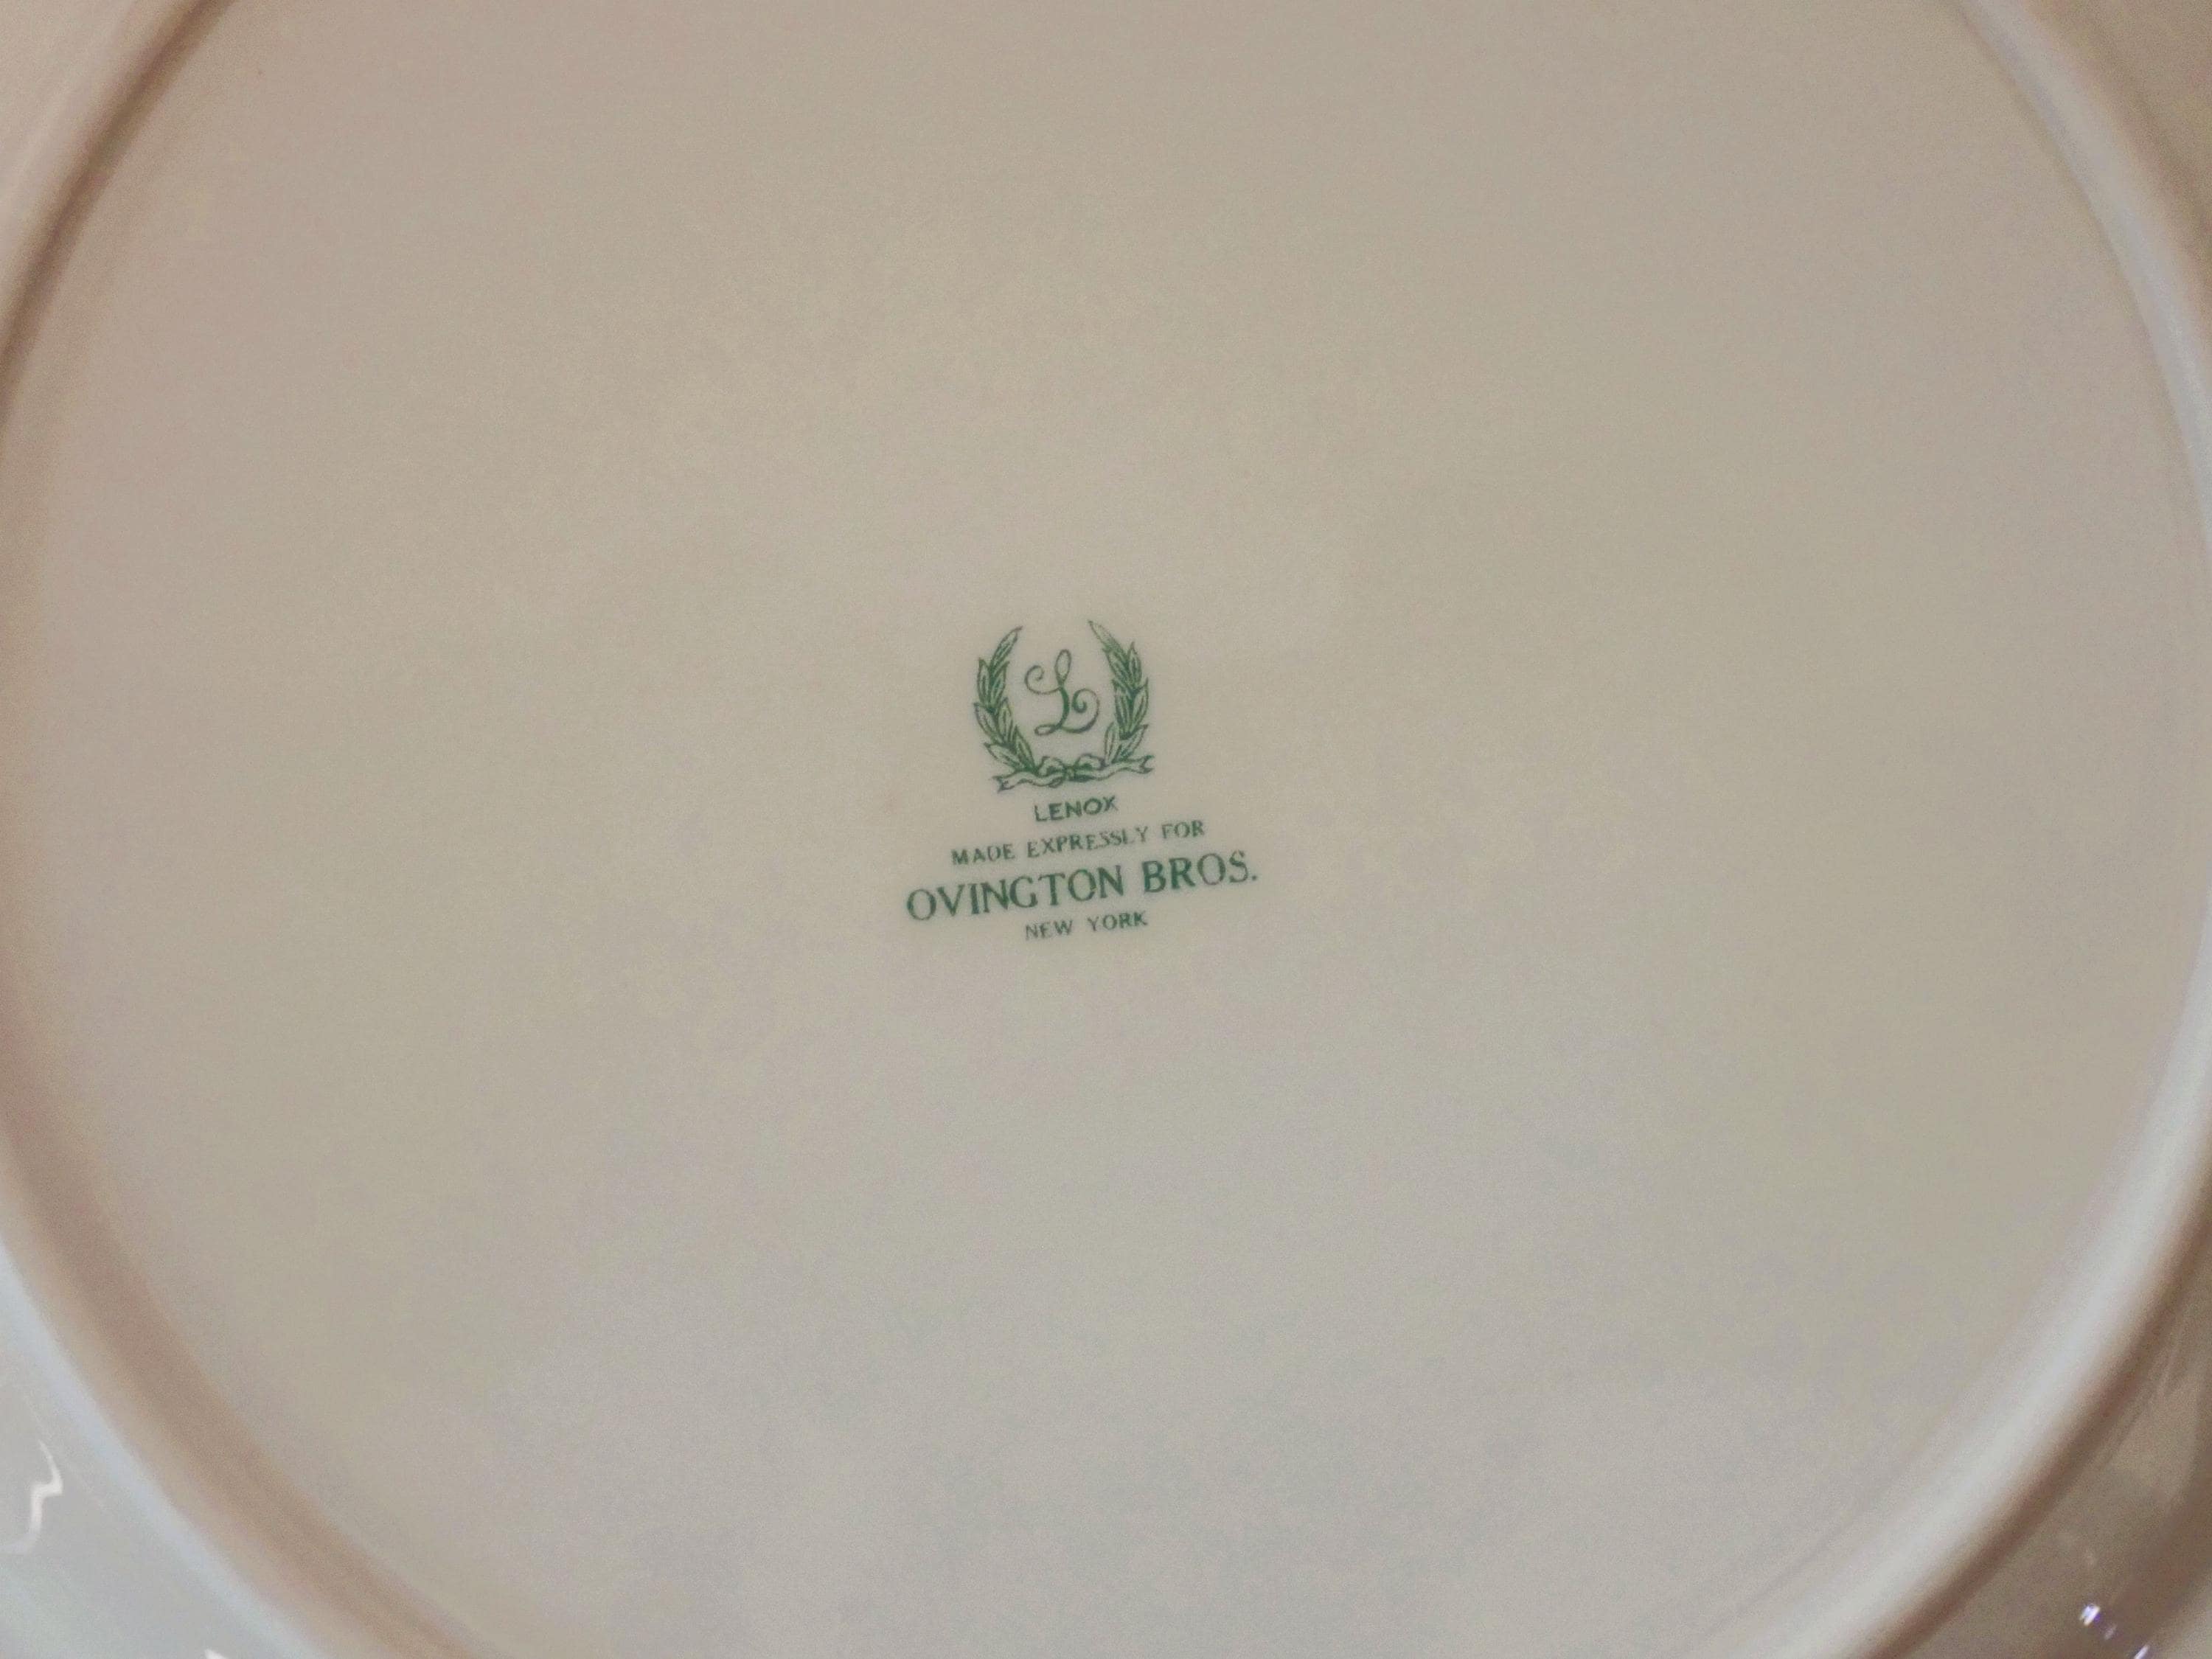 L
LENOX
MADE EXPRESSLY FOR
OVINGTON BROS.
NEW YORK